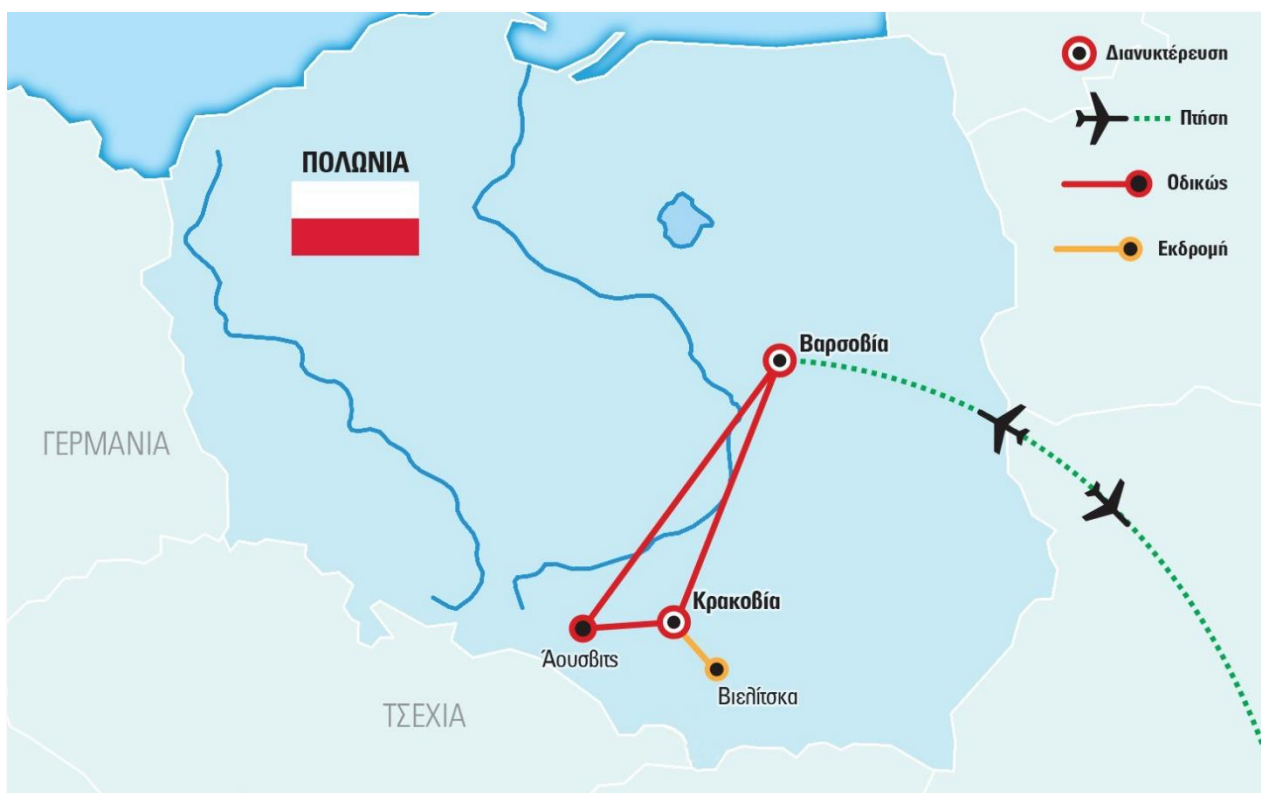 Διανυκτέρευση
Πτήση
Οδικώς
Εκδρομή
ΠΟΛΩΝΙΑ
Βαρσοβία
ΓΕΡΜΑΝΙΑ
Κρακοβία
Άουσβιτς
Βιελίτσκα
ΤΣΕΧΙΑ